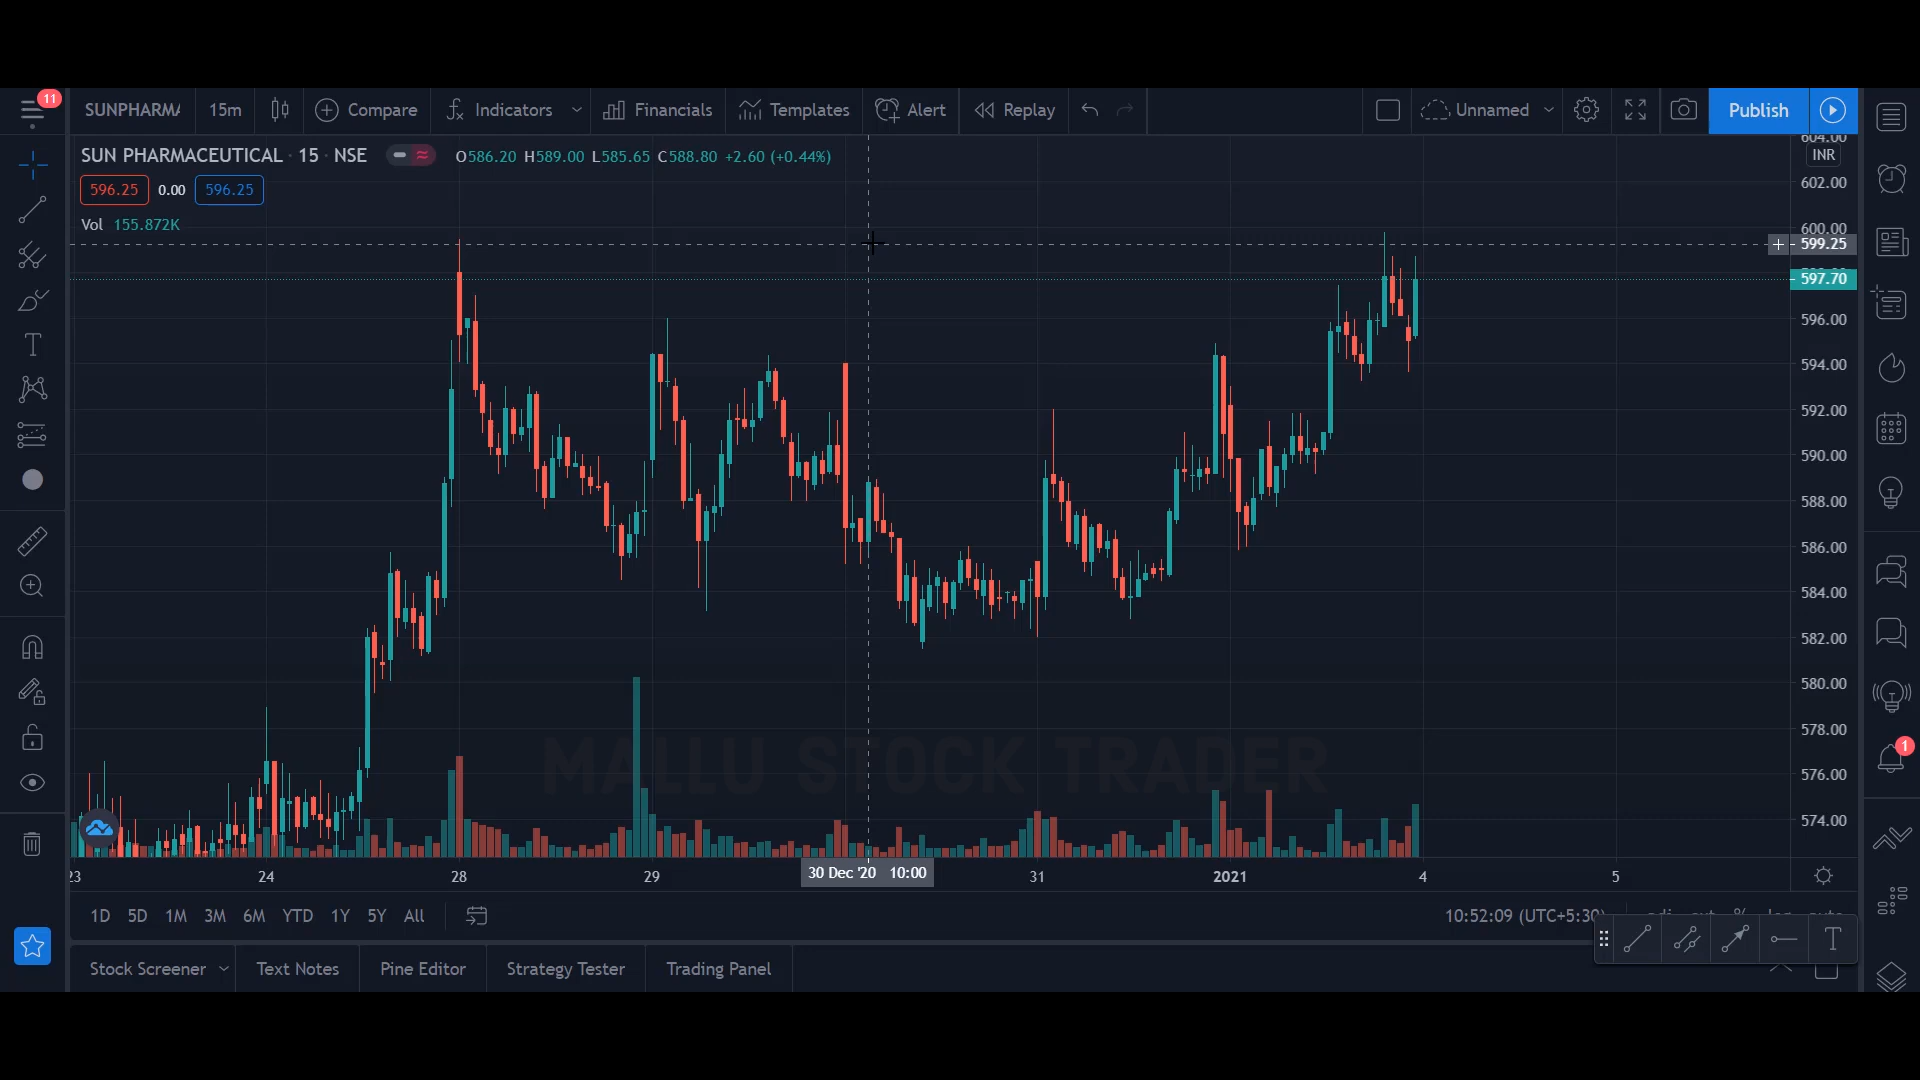 11
SUNPHARMA 15m Compare Indicators Financials Templates Alert Replay Unnamed Publish
SUN PHARMACEUTICAL · 15 · NSE O586.20 H589.00 L585.65 C588.80 +2.60 (+0.44%)
596.25 0.00 596.25
Vol 155.872K
604.00
INR
602.00
600.00
599.25
597.70
596.00
594.00
592.00
590.00
588.00
586.00
584.00
582.00
580.00
578.00
576.00
574.00
1
MALLU STOCK TRADER
23 24 28 29 30 Dec '20 10:00 31 2021 4 5
1D 5D 1M 3M 6M YTD 1Y 5Y All 10:52:09 (UTC+5:30)
Stock Screener Text Notes Pine Editor Strategy Tester Trading Panel